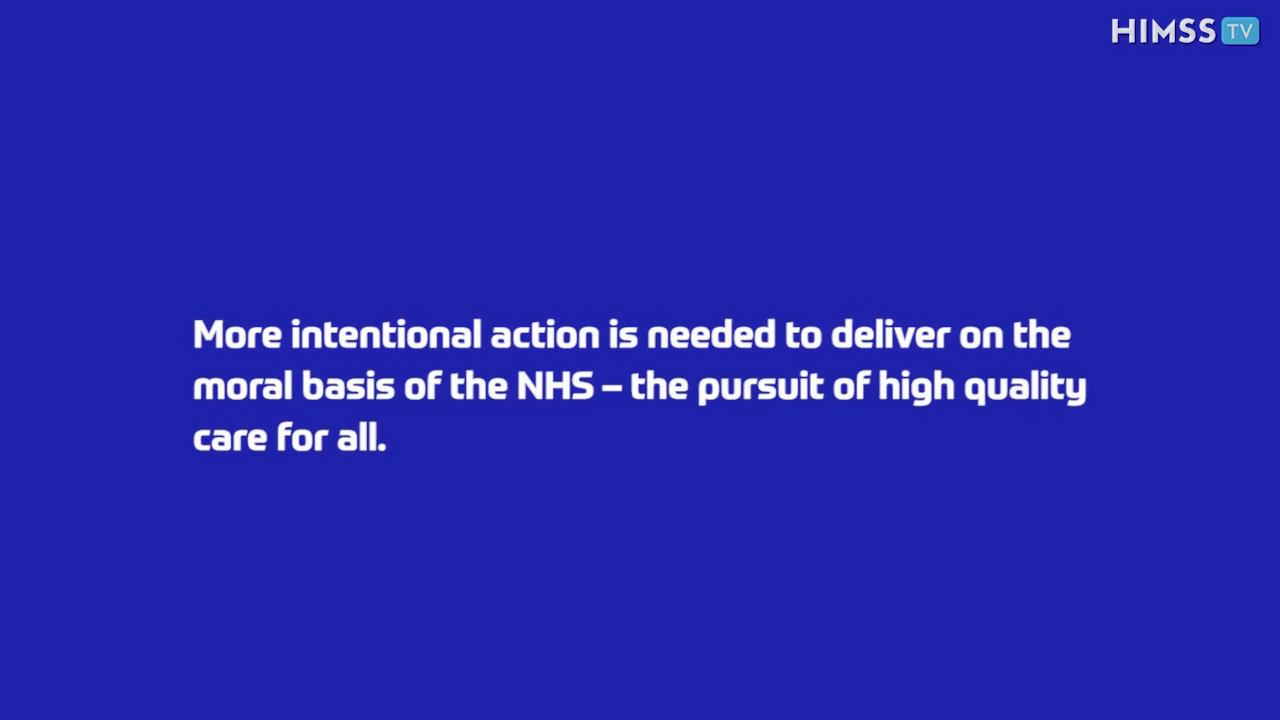 HIMSS TV
More intentional action is needed to deliver on the
moral basis of the NHS – the pursuit of high quality
care for all.